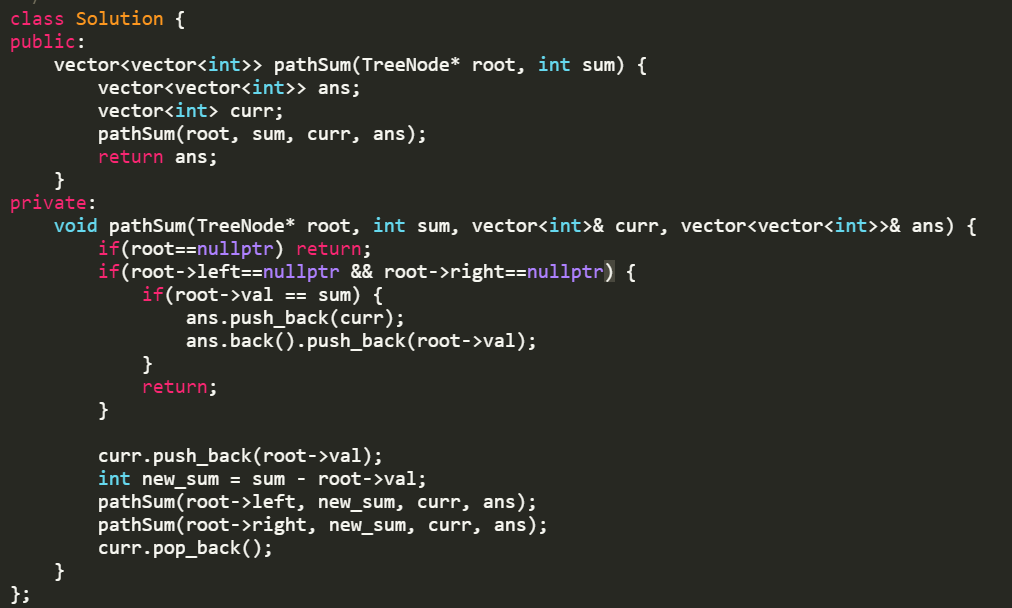 class Solution {
public:
    vector<vector<int>> pathSum(TreeNode* root, int sum) {
        vector<vector<int>> ans;
        vector<int> curr;
        pathSum(root, sum, curr, ans);
        return ans;
    }
private:
    void pathSum(TreeNode* root, int sum, vector<int>& curr, vector<vector<int>>& ans) {
        if(root==nullptr) return;
        if(root->left==nullptr && root->right==nullptr) {
            if(root->val == sum) {
                ans.push_back(curr);
                ans.back().push_back(root->val);
            }
            return;
        }

        curr.push_back(root->val);
        int new_sum = sum - root->val;
        pathSum(root->left, new_sum, curr, ans);
        pathSum(root->right, new_sum, curr, ans);
        curr.pop_back();
    }
};